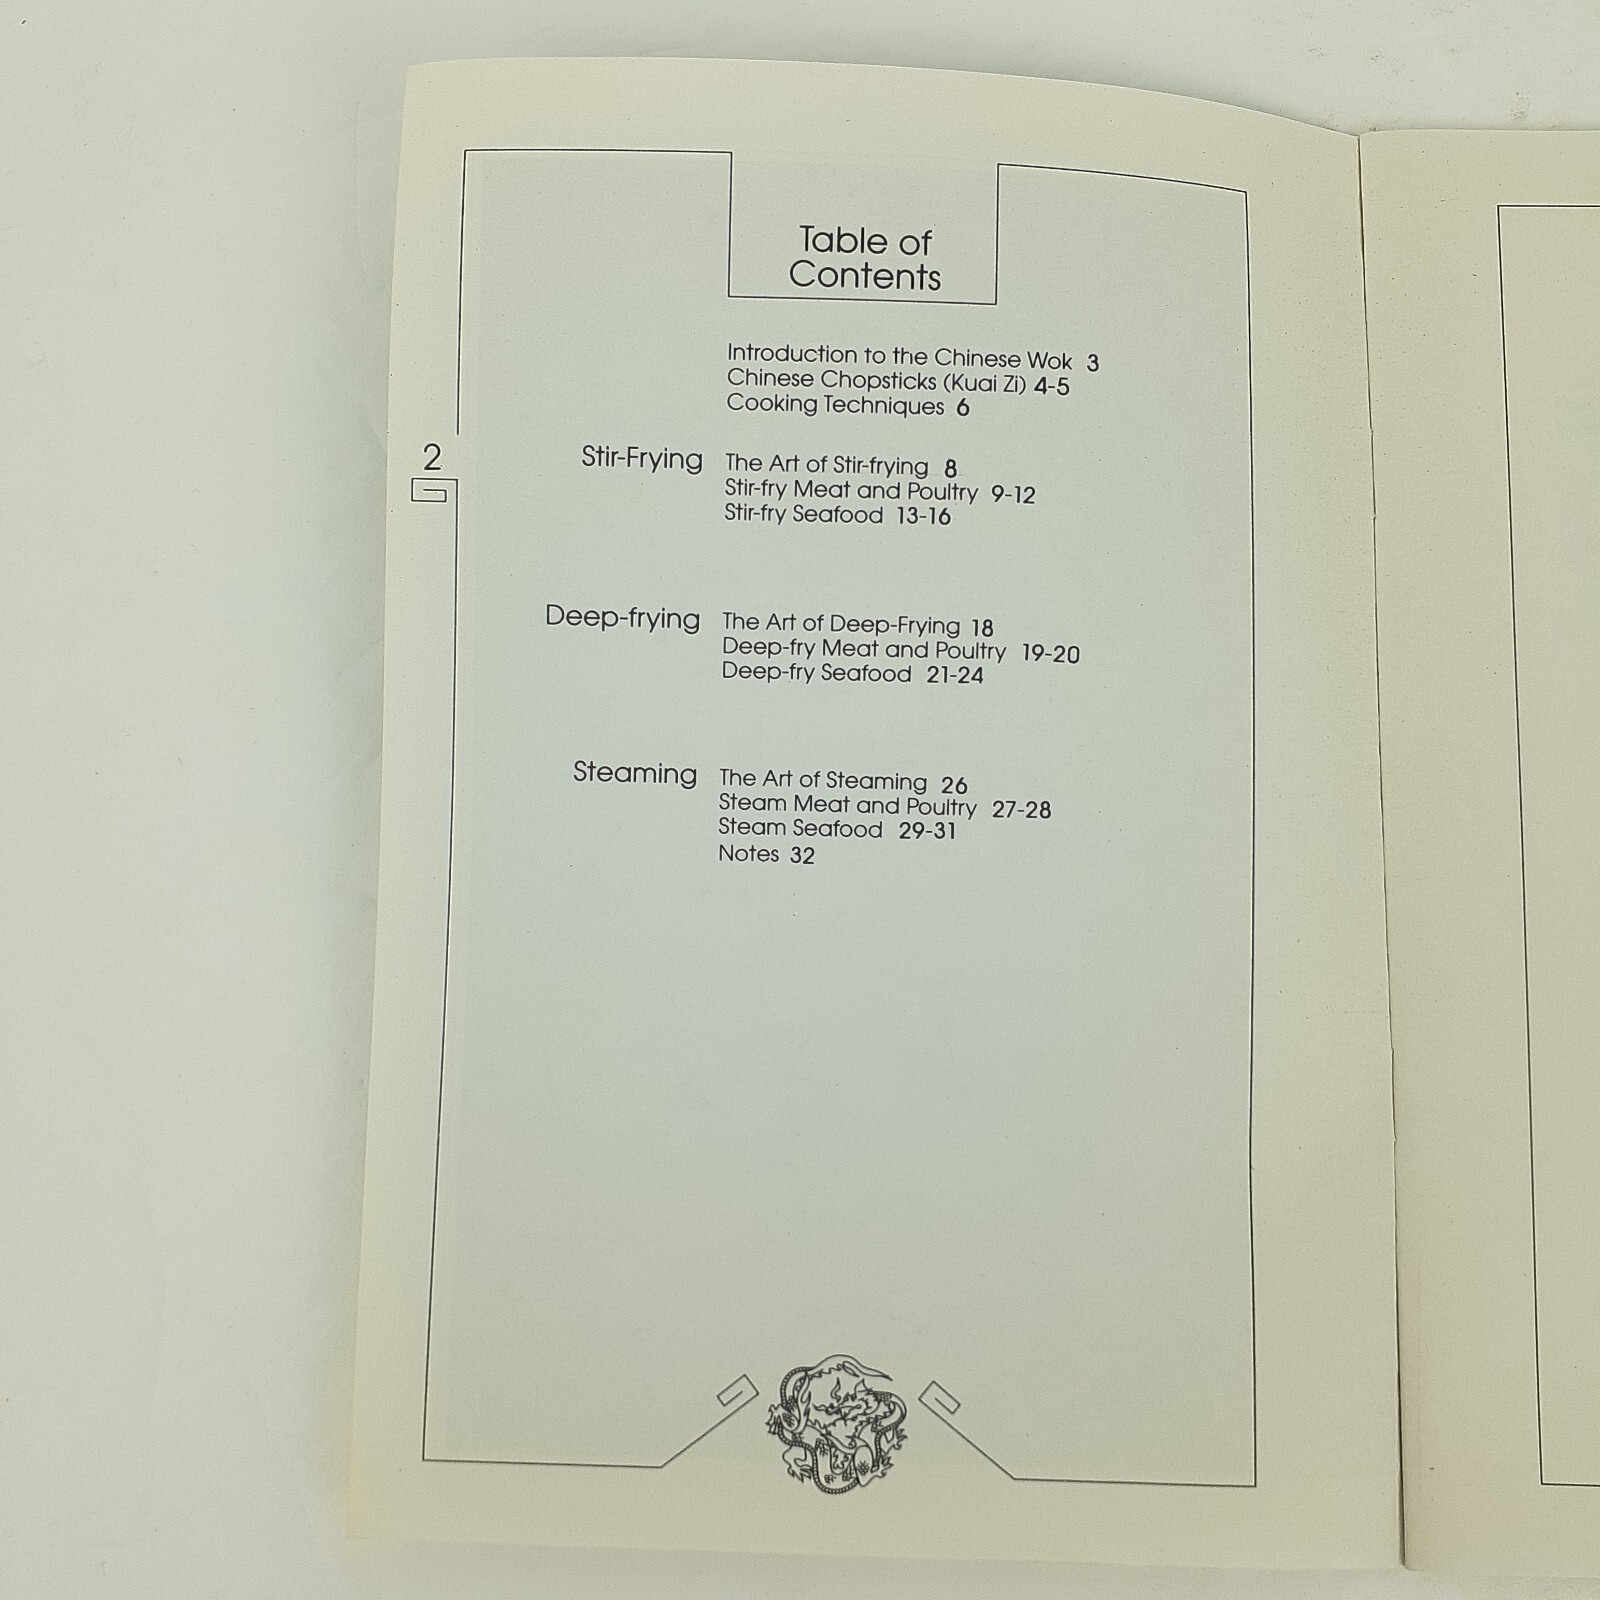 Table of
Contents
Introduction to the Chinese Wok 3
Chinese Chopsticks (Kuai Zi) 4-5
Cooking Techniques 6
2
Stir-Frying The Art of Stir-frying 8
Stir-fry Meat and Poultry 9-12
Stir-fry Seafood 13-16
Deep-frying The Art of Deep-Frying 18
Deep-fry Meat and Poultry 19-20
Deep-fry Seafood 21-24
Steaming The Art of Steaming 26
Steam Meat and Poultry 27-28
Steam Seafood 29-31
Notes 32